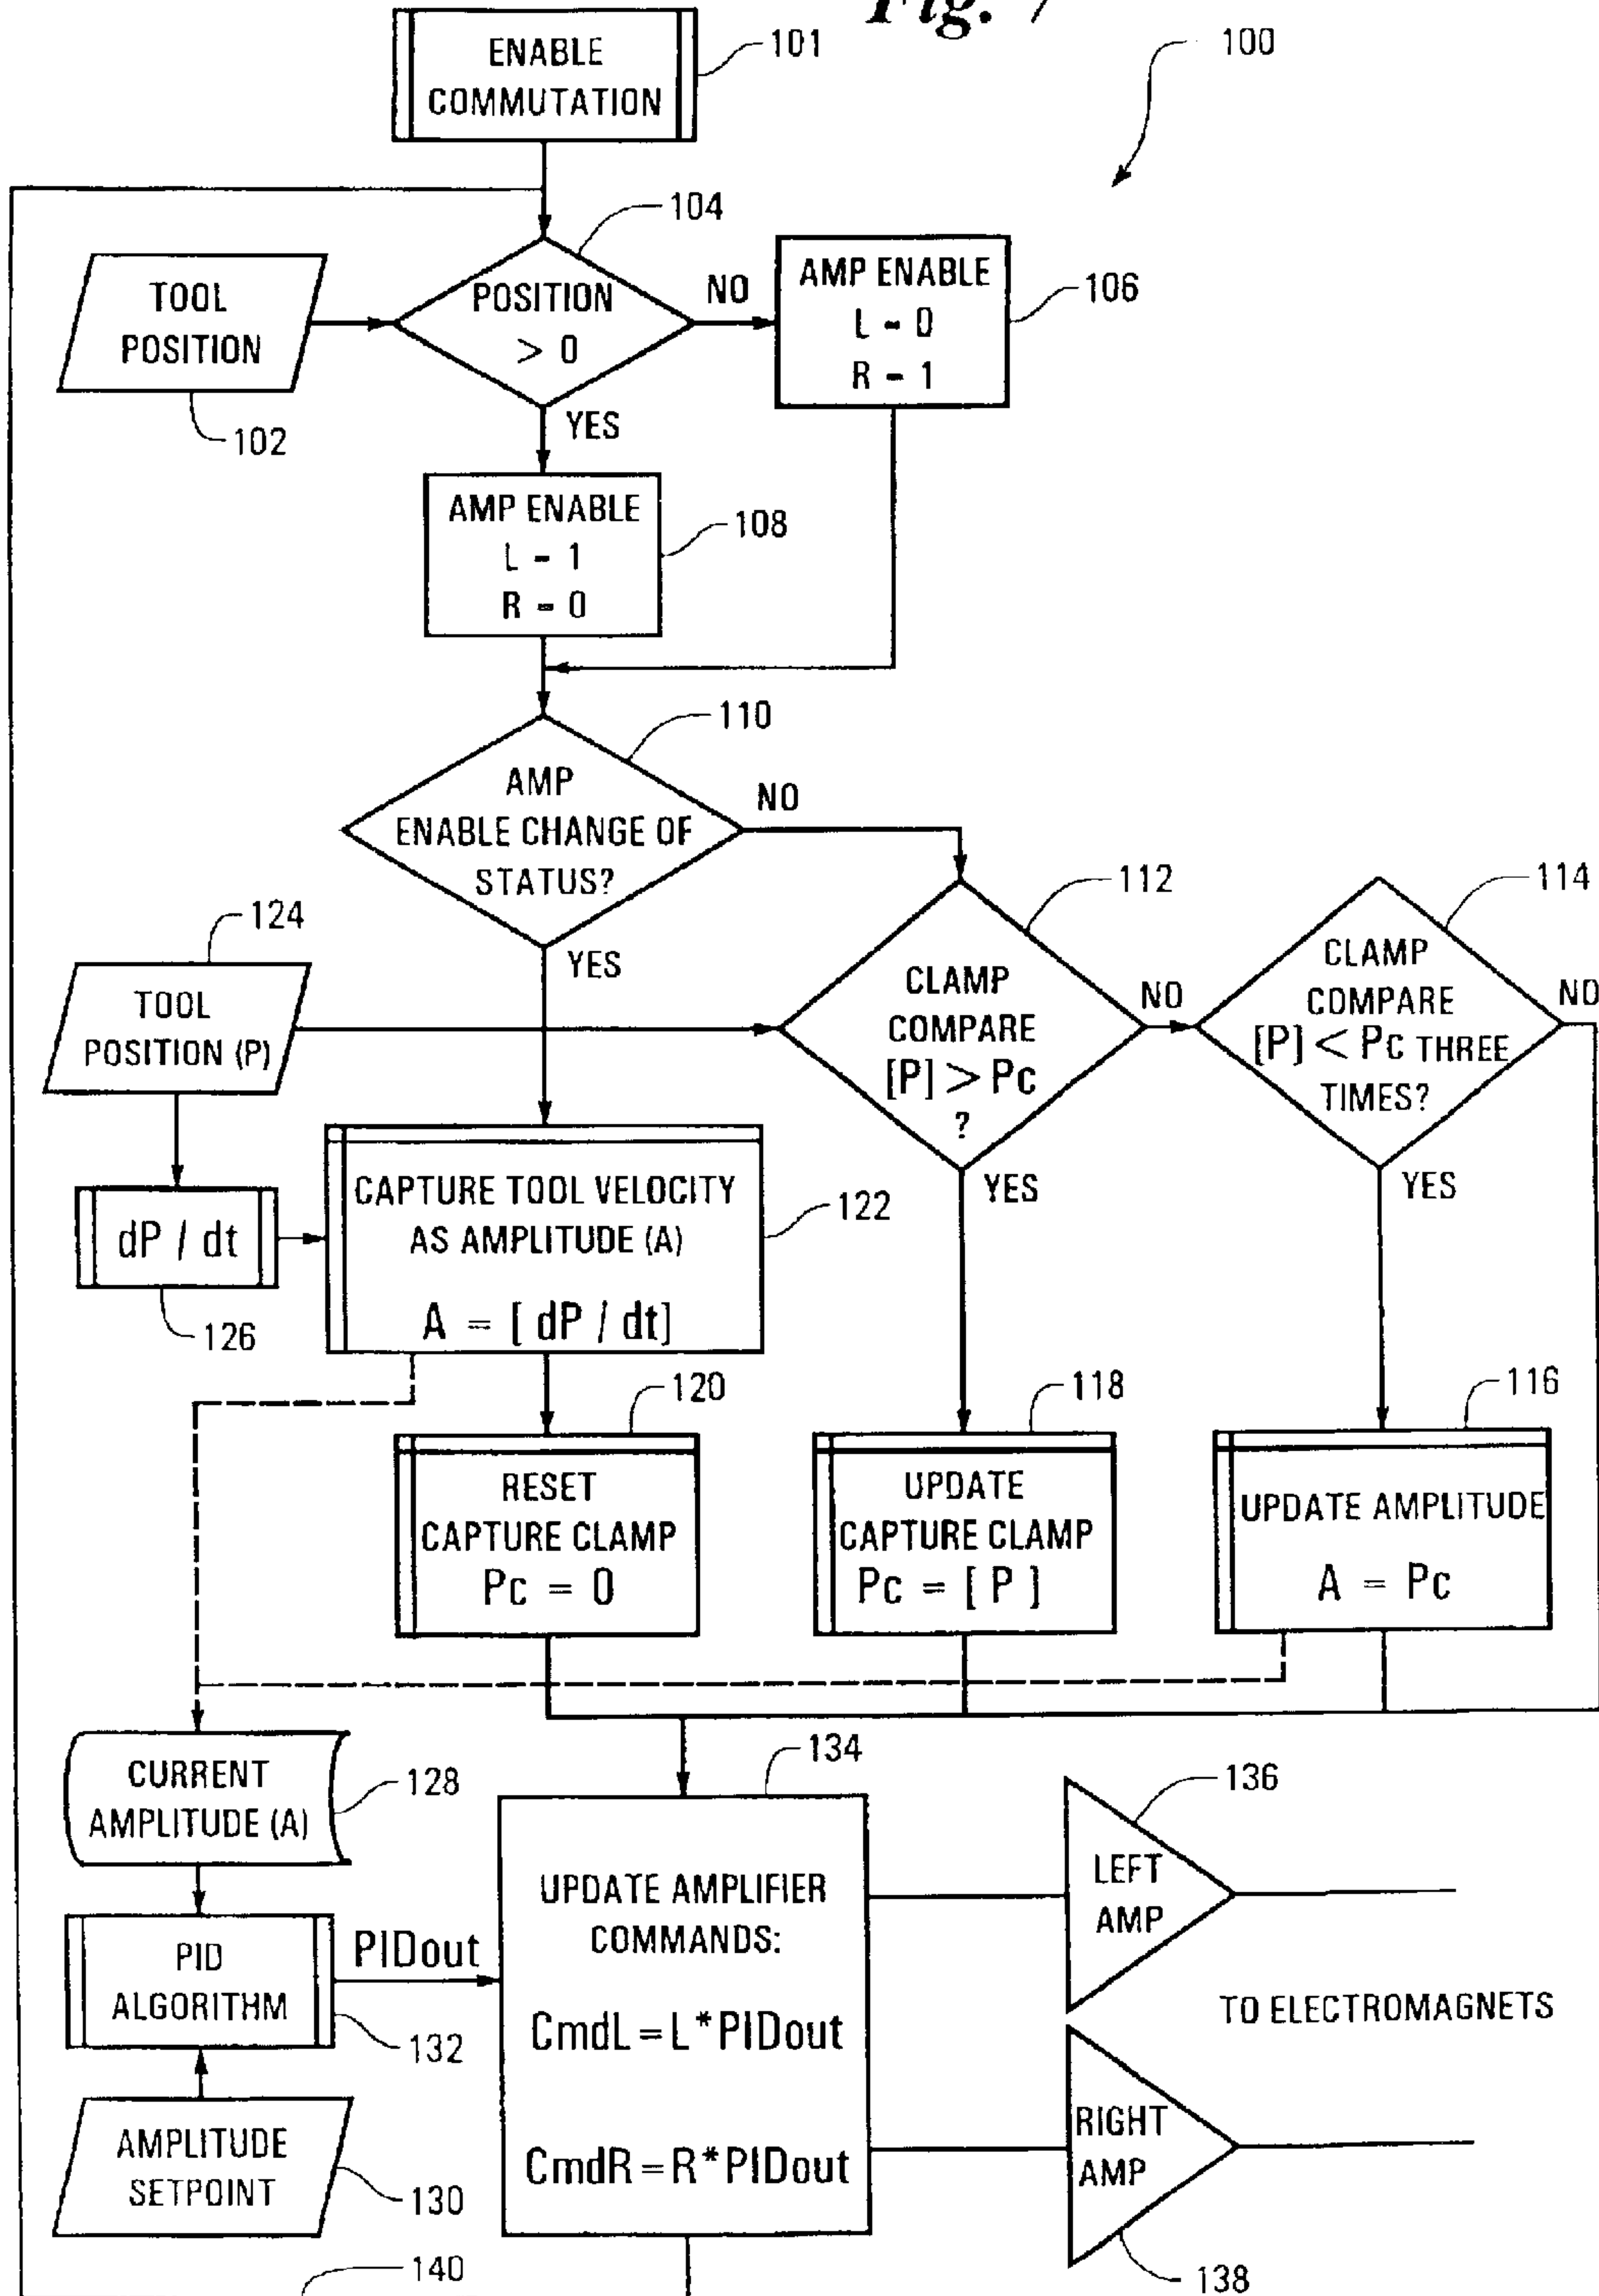 Fig. 7
100
ENABLE
COMMUTATION
101
104
TOOL
POSITION
102
POSITION
> 0
NO
YES
AMP ENABLE
L - 0
R - 1
106
AMP ENABLE
L - 1
R - 0
108
110
AMP
ENABLE CHANGE OF
STATUS?
NO
YES
112
CLAMP
COMPARE
[P] > Pc
?
NO
YES
114
CLAMP
COMPARE
[P] < Pc THREE
TIMES?
NO
YES
124
TOOL
POSITION (P)
dP / dt
126
CAPTURE TOOL VELOCITY
AS AMPLITUDE (A)
A = [ dP / dt]
122
120
RESET
CAPTURE CLAMP
Pc = 0
118
UPDATE
CAPTURE CLAMP
Pc = [ P ]
116
UPDATE AMPLITUDE
A = Pc
CURRENT
AMPLITUDE (A)
128
PID
ALGORITHM
132
PIDout
AMPLITUDE
SETPOINT
130
134
UPDATE AMPLIFIER
COMMANDS:
CmdL=L*PIDout
CmdR=R*PIDout
136
LEFT
AMP
TO ELECTROMAGNETS
RIGHT
AMP
138
140